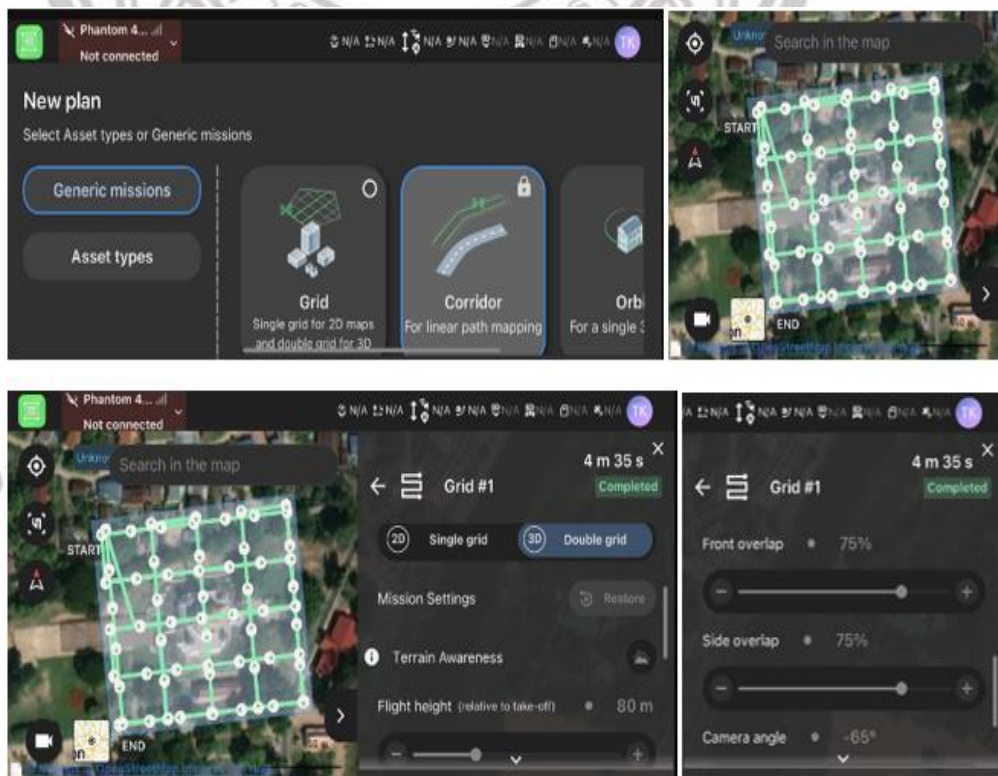 Phantom 4...
Not connected
N/A N/A N/A N/A N/A N/A N/A N/A TK
New plan
Select Asset types or Generic missions
Generic missions
Asset types
Grid
Single grid for 2D maps
and double grid for 3D
Corridor
For linear path mapping
Orbi
For a single 3
Search in the map
START
END
Phantom 4...
Not connected
N/A N/A N/A N/A N/A N/A N/A N/A TK
Search in the map
START
END
4 m 35 s
Grid #1
Completed
2D Single grid 3D Double grid
Mission Settings
Restore
Terrain Awareness
Flight height (relative to take-off) 80 m
N/A N/A N/A N/A N/A N/A N/A TK
4 m 35 s
Grid #1
Completed
Front overlap 75%
Side overlap 75%
Camera angle -65°